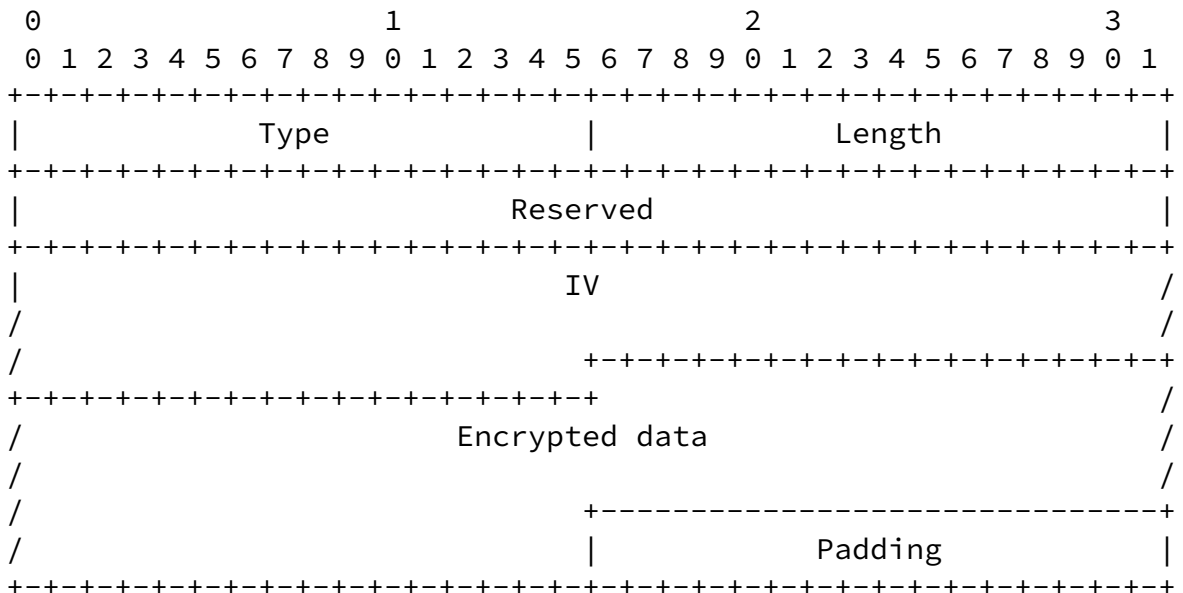 0                   1                   2                   3
 0 1 2 3 4 5 6 7 8 9 0 1 2 3 4 5 6 7 8 9 0 1 2 3 4 5 6 7 8 9 0 1
+-+-+-+-+-+-+-+-+-+-+-+-+-+-+-+-+-+-+-+-+-+-+-+-+-+-+-+-+-+-+-+-+
|             Type              |             Length            |
+-+-+-+-+-+-+-+-+-+-+-+-+-+-+-+-+-+-+-+-+-+-+-+-+-+-+-+-+-+-+-+-+
|                           Reserved                            |
+-+-+-+-+-+-+-+-+-+-+-+-+-+-+-+-+-+-+-+-+-+-+-+-+-+-+-+-+-+-+-+-+
|                              IV                               /
/                                                               /
/                               +-+-+-+-+-+-+-+-+-+-+-+-+-+-+-+-+
+-+-+-+-+-+-+-+-+-+-+-+-+-+-+-+-+                               /
/                        Encrypted data                         /
/                                                               /
/                               +-------------------------------+
/                               |            Padding            |
+-+-+-+-+-+-+-+-+-+-+-+-+-+-+-+-+-+-+-+-+-+-+-+-+-+-+-+-+-+-+-+-+